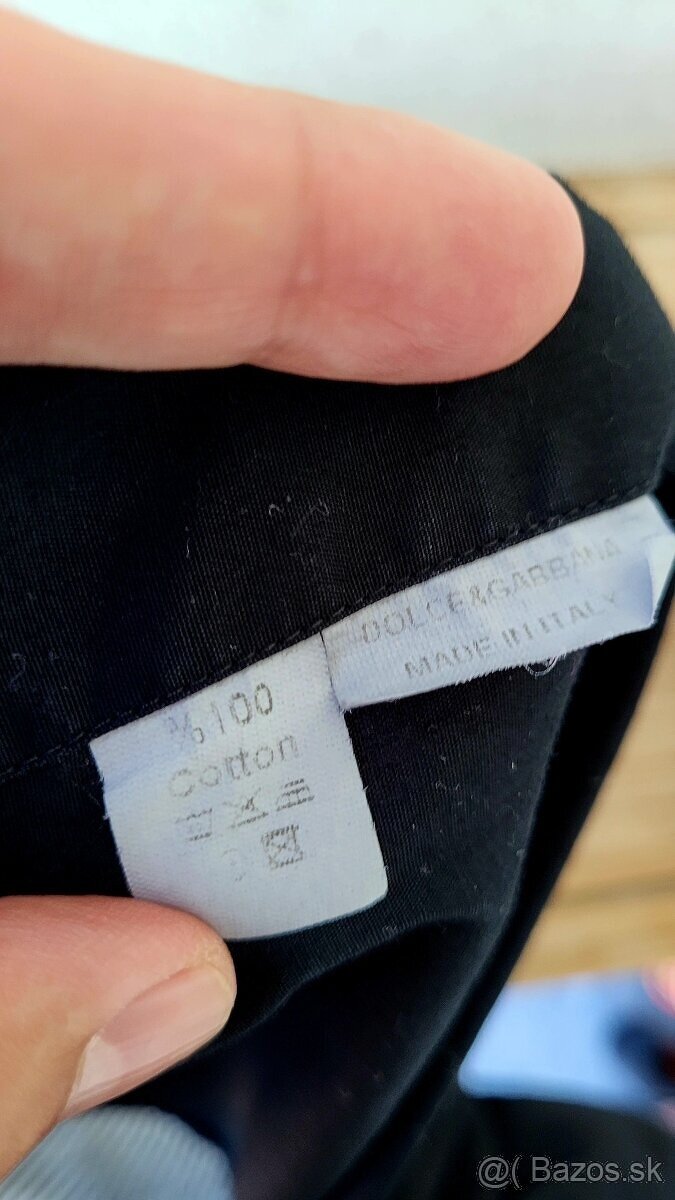 DOLCE&GABBANA
MADE IN ITALY
%100
Cotton
@( Bazos.sk